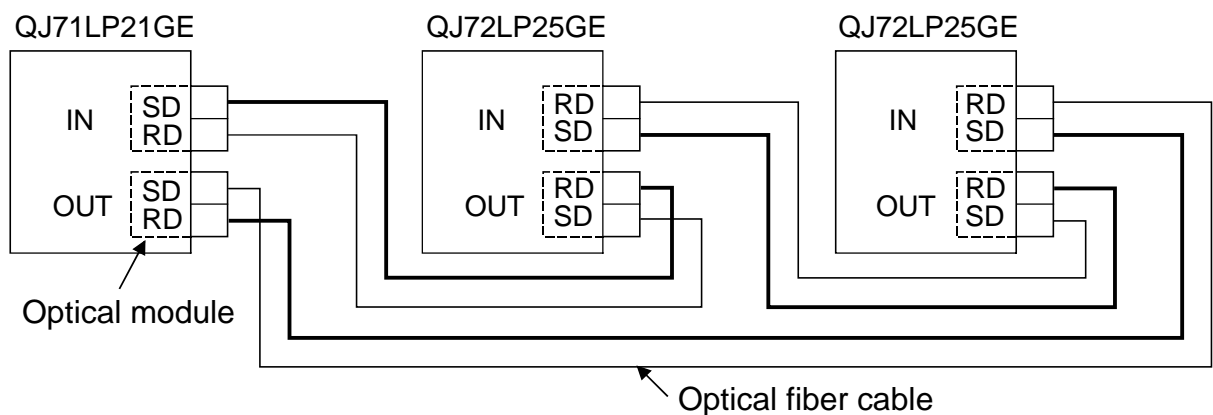 QJ71LP21GE
IN
SD
RD
OUT
SD
RD
QJ72LP25GE
IN
RD
SD
OUT
RD
SD
QJ72LP25GE
IN
RD
SD
OUT
RD
SD
Optical module
Optical fiber cable